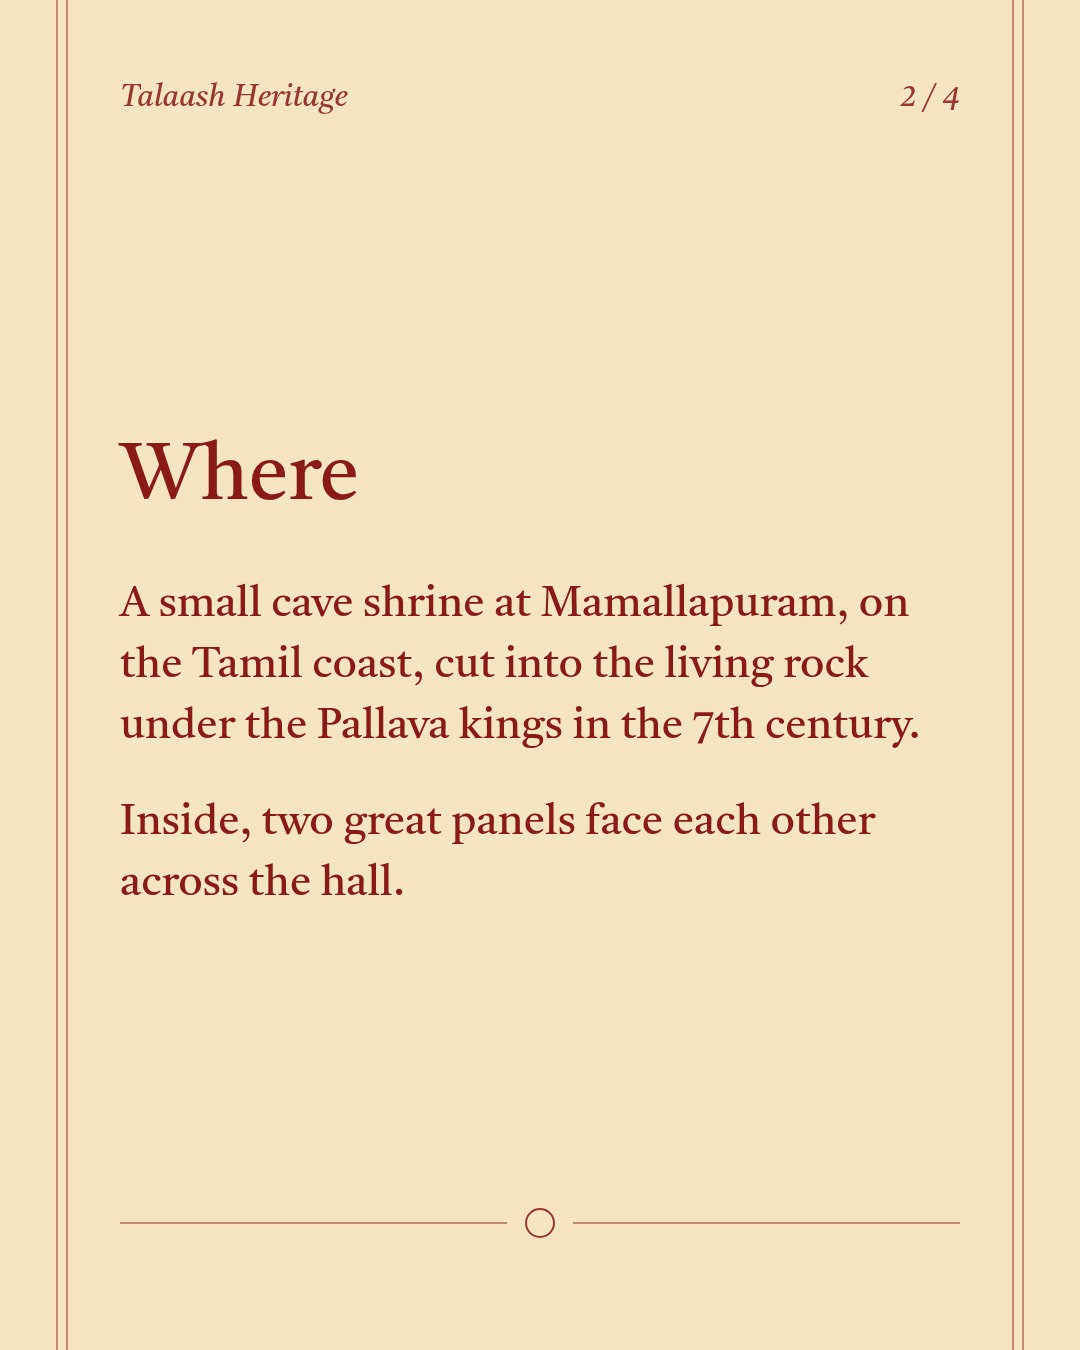 Talaash Heritage
2 / 4
Where
A small cave shrine at Mamallapuram, on
the Tamil coast, cut into the living rock
under the Pallava kings in the 7th century.
Inside, two great panels face each other
across the hall.